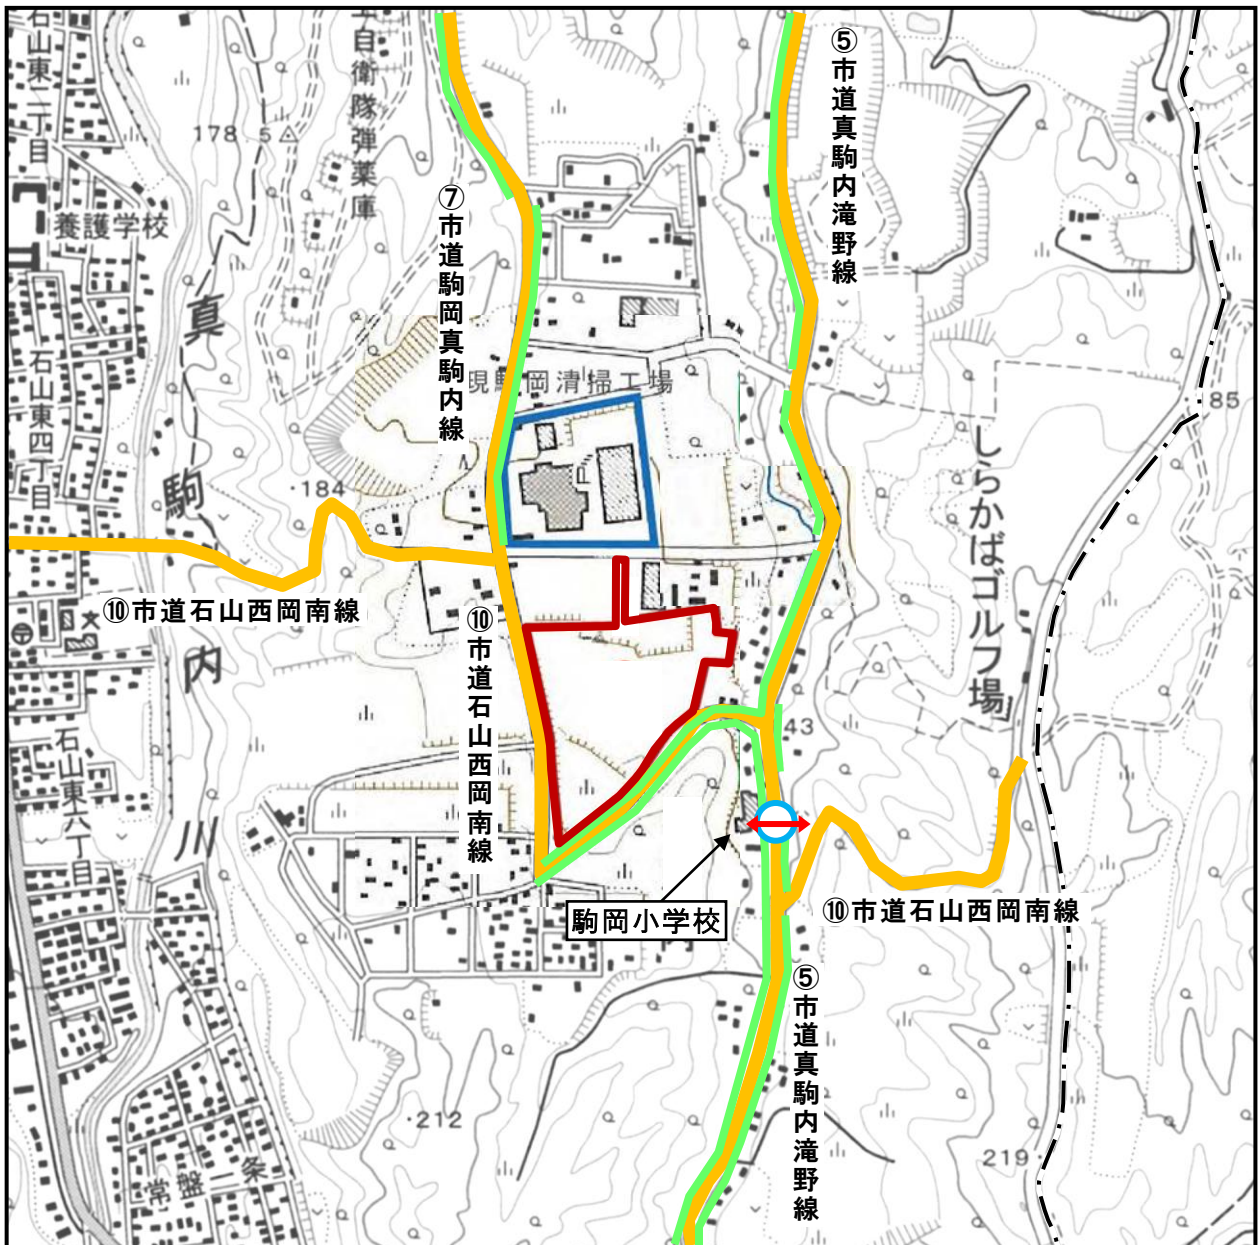 石山東二丁目
自衛隊弾薬庫
⑤市道真駒内滝野線
178.5
養護学校
⑦市道駒岡真駒内線
真駒内川
石山東四丁目
現駒岡清掃工場
85
しらかばゴルフ場
・184
⑩市道石山西岡南線
⑩市道石山西岡南線
文
43
石山東六丁目
駒岡小学校
⑩市道石山西岡南線
⑤市道真駒内滝野線
・212
219
常盤一条